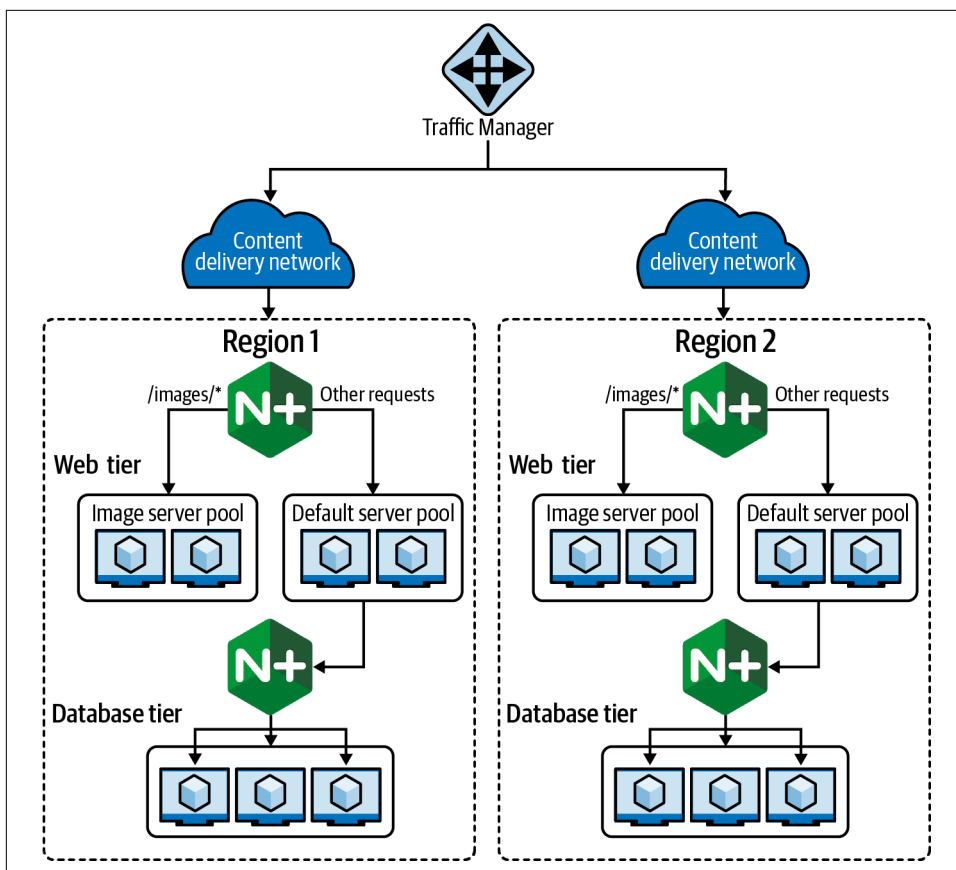 Traffic Manager
Content
delivery network
Content
delivery network
Region 1
/images/*
N+
Other requests
Web tier
Image server pool
Default server pool
N+
Database tier
Region 2
/images/*
N+
Other requests
Web tier
Image server pool
Default server pool
N+
Database tier